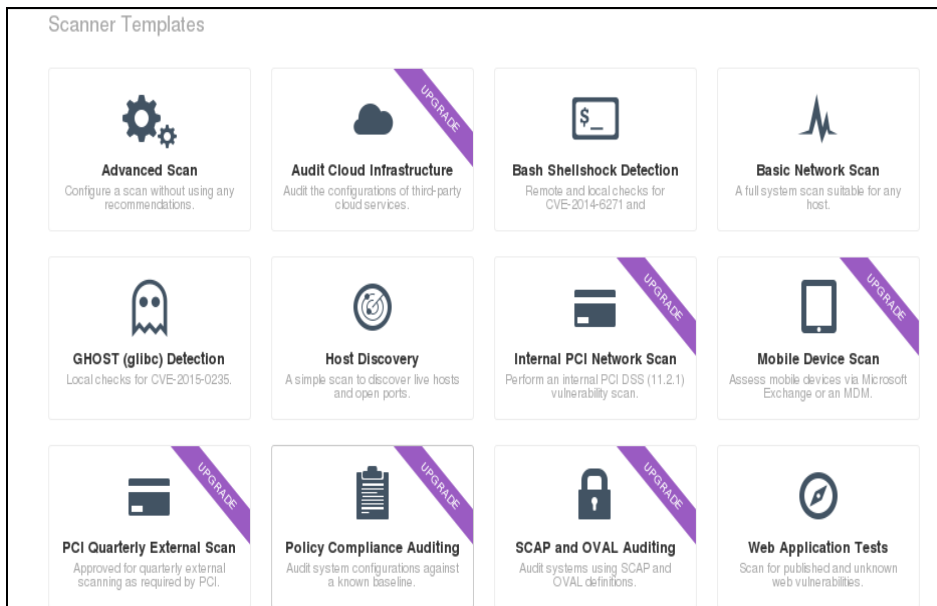 Scanner Templates
UPGRADE
$_
Advanced Scan
Configure a scan without using any
recommendations.
Audit Cloud Infrastructure
Audit the configurations of third-party
cloud services.
Bash Shellshock Detection
Remote and local checks for
CVE-2014-6271 and
Basic Network Scan
A full system scan suitable for any
host.
UPGRADE
UPGRADE
GHOST (glibc) Detection
Local checks for CVE-2015-0235.
Host Discovery
A simple scan to discover live hosts
and open ports.
Internal PCI Network Scan
Perform an internal PCI DSS (11.2.1)
vulnerability scan.
Mobile Device Scan
Assess mobile devices via Microsoft
Exchange or an MDM.
UPGRADE
UPGRADE
UPGRADE
PCI Quarterly External Scan
Approved for quarterly external
scanning as required by PCI.
Policy Compliance Auditing
Audit system configurations against
a known baseline.
SCAP and OVAL Auditing
Audit systems using SCAP and
OVAL definitions.
Web Application Tests
Scan for published and unknown
web vulnerabilities.